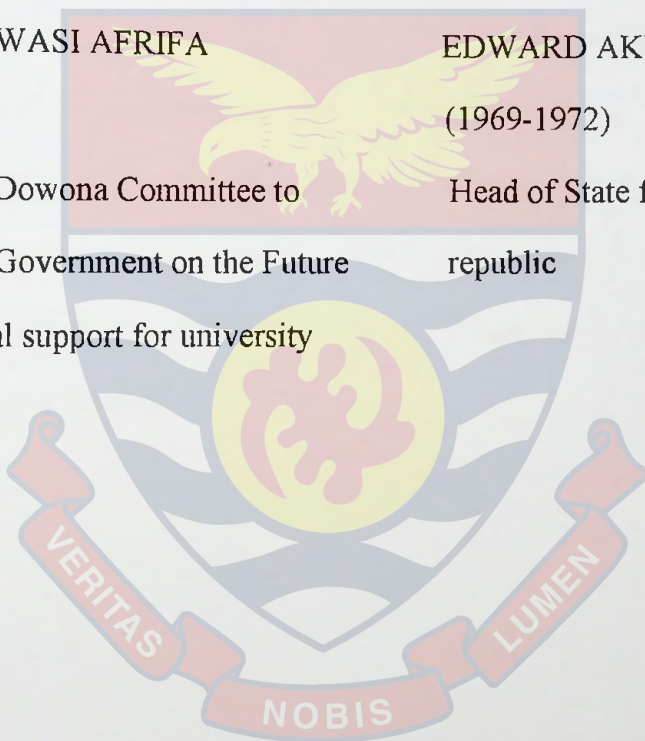 WASI AFRIFA
Dowona Committee to
Government on the Future
al support for university
EDWARD AK
(1969-1972)
Head of State f
republic
VERITAS
NOBIS
LUMEN